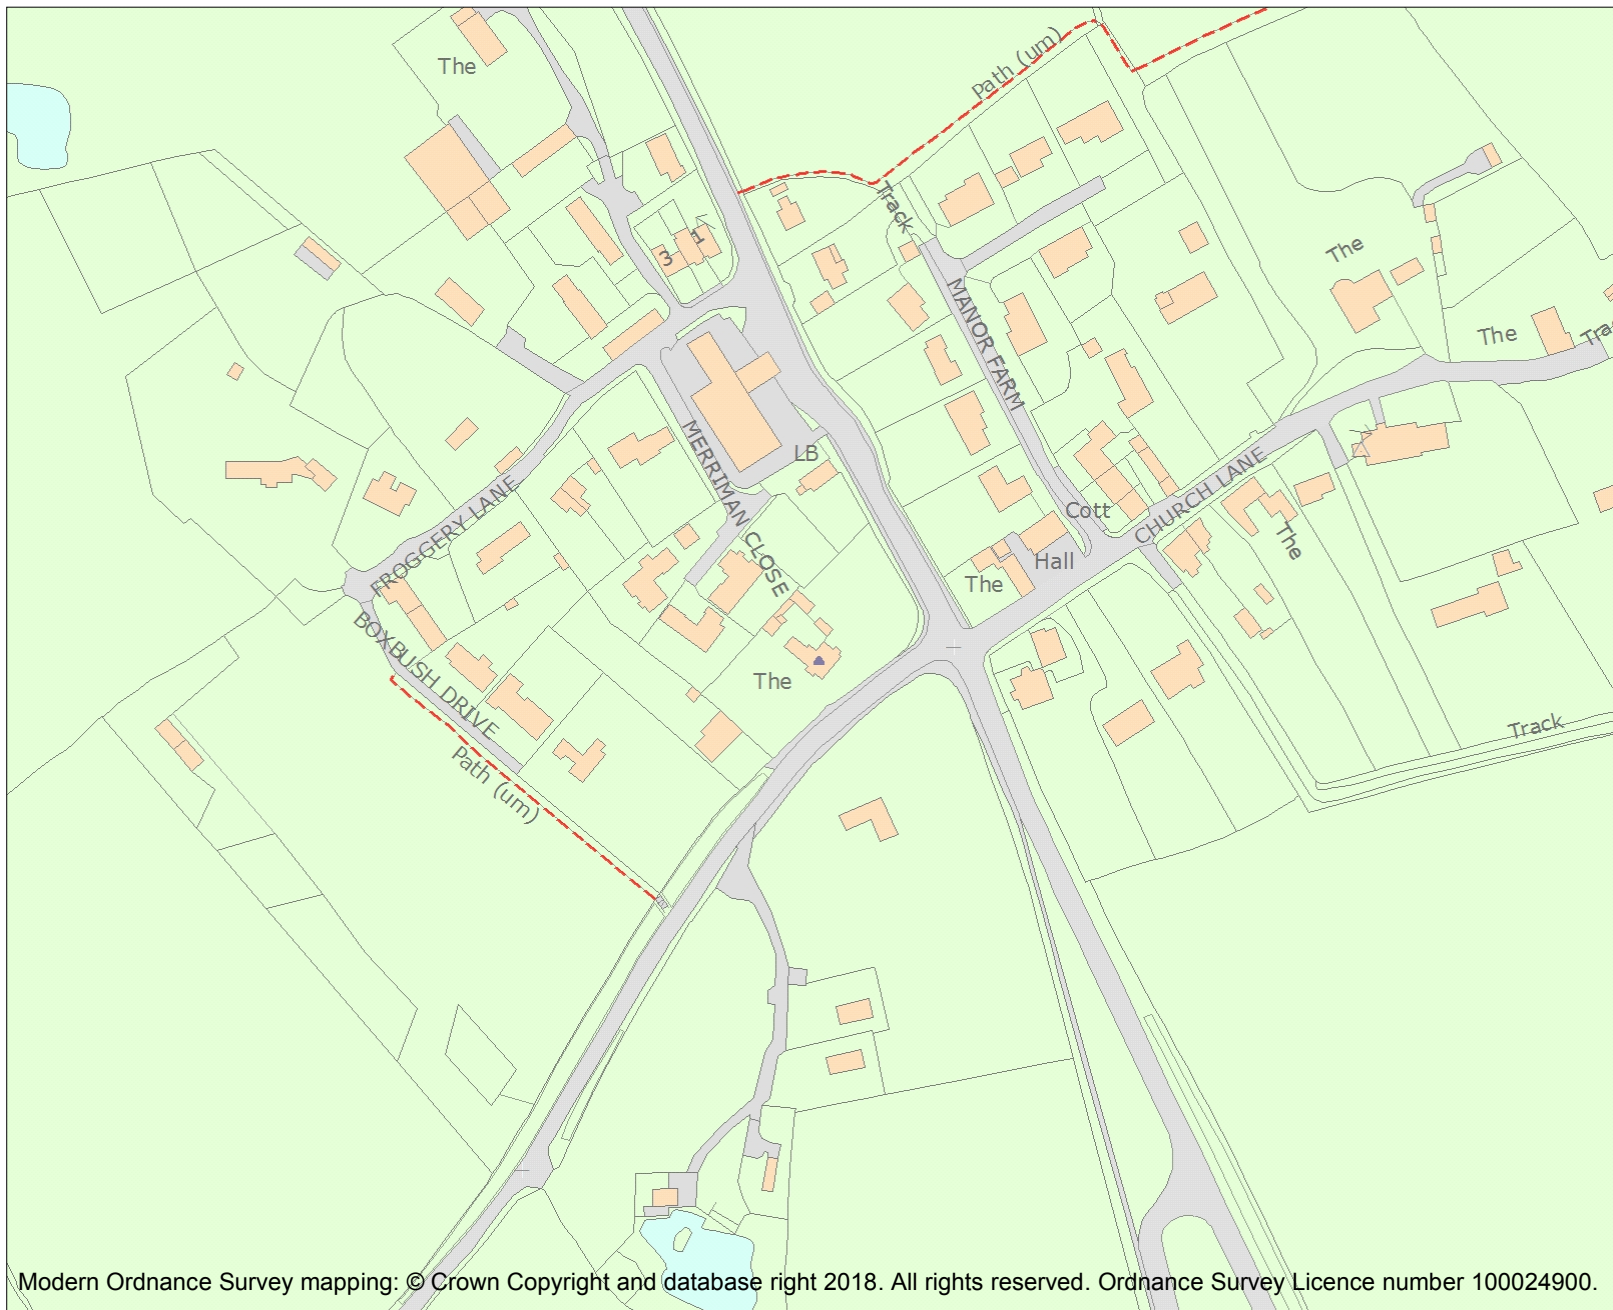 The
Path (um)
Track
1
3
The
MANOR FARM
The
LB
MERRIMAN CLOSE
CHURCH LANE
Cott
The
FROGGERY LANE
Hall
The
BOXBUSH DRIVE
The
Track
Path (um)
Modern Ordnance Survey mapping: © Crown Copyright and database right 2018. All rights reserved. Ordnance Survey Licence number 100024900.